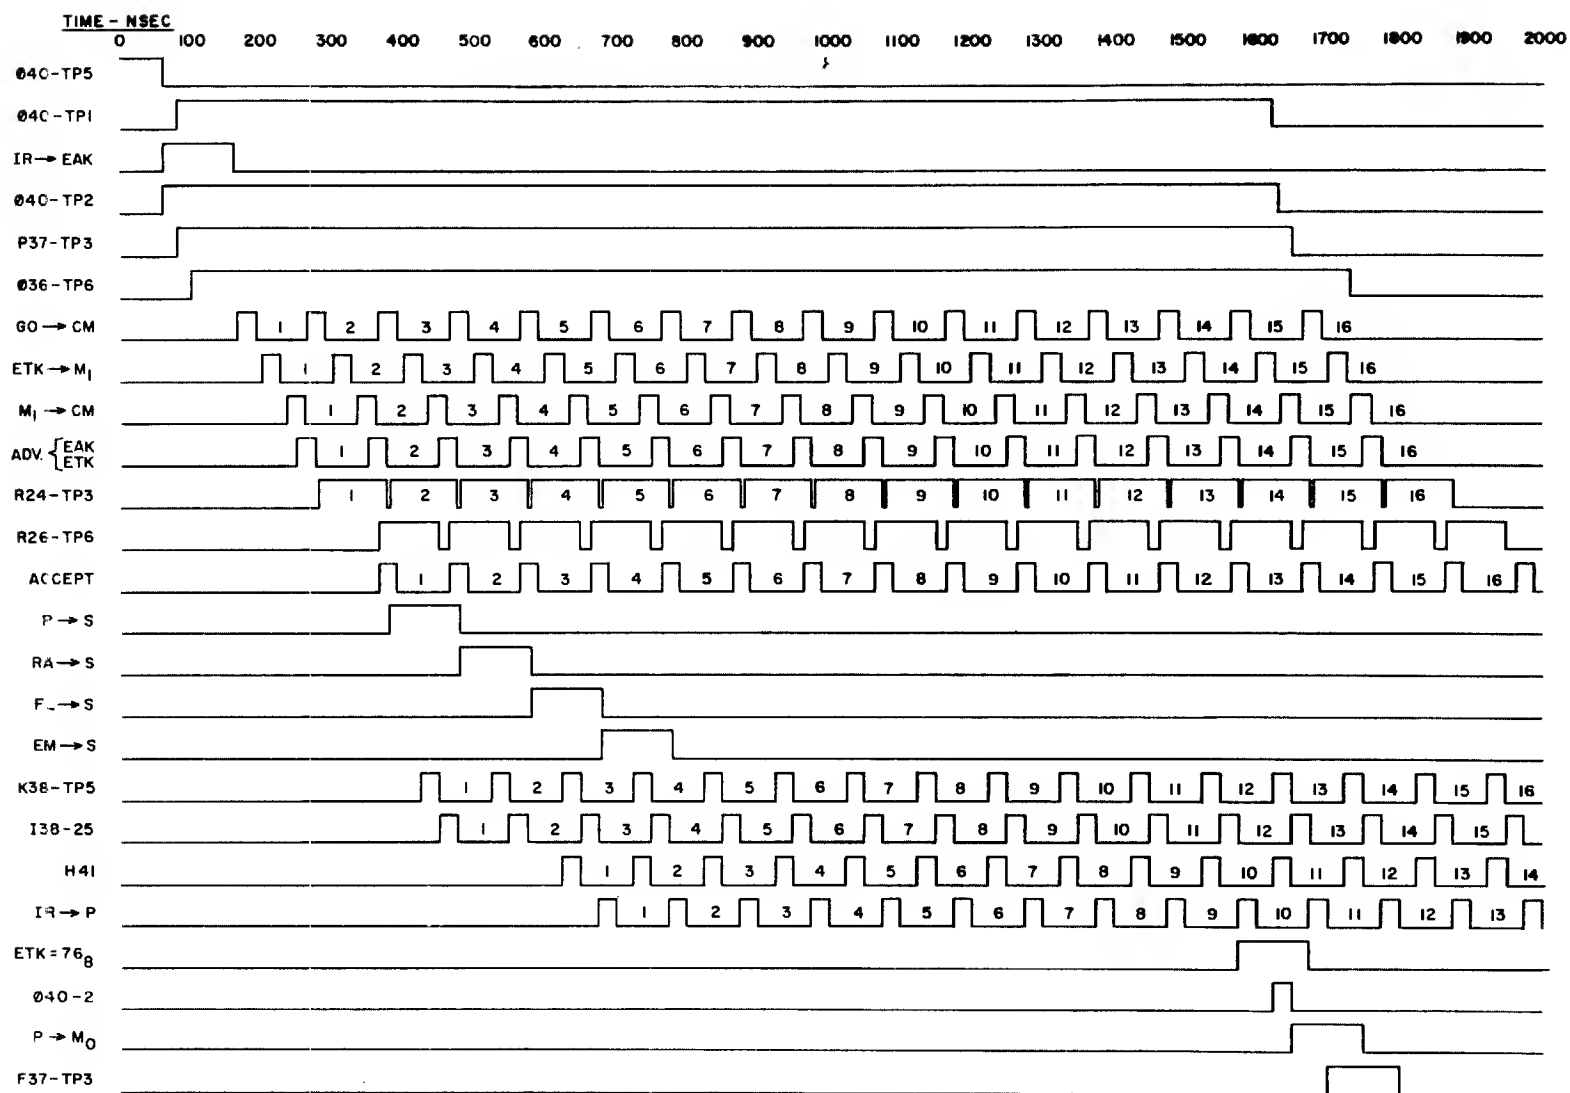 TIME - NSEC
0 100 200 300 400 500 600 700 800 900 1000 1100 1200 1300 1400 1500 1600 1700 1800 1900 2000
Ø40-TP5
Ø40-TP1
IR → EAK
Ø40-TP2
P37-TP3
Ø36-TP6
GO → CM 1 2 3 4 5 6 7 8 9 10 11 12 13 14 15 16
ETK → M1 1 2 3 4 5 6 7 8 9 10 11 12 13 14 15 16
M1 → CM 1 2 3 4 5 6 7 8 9 10 11 12 13 14 15 16
ADV. { EAK ETK 1 2 3 4 5 6 7 8 9 10 11 12 13 14 15 16
R24-TP3 1 2 3 4 5 6 7 8 9 10 11 12 13 14 15 16
R26-TP6
ACCEPT 1 2 3 4 5 6 7 8 9 10 11 12 13 14 15 16
P → S
RA → S
→ S
EM → S
K38-TP5 1 2 3 4 5 6 7 8 9 10 11 12 13 14 15 16
I38-25 1 2 3 4 5 6 7 8 9 10 11 12 13 14 15
H41 1 2 3 4 5 6 7 8 9 10 11 12 13 14
IR → P 1 2 3 4 5 6 7 8 9 10 11 12 13
ETK = 768
Ø40-2
P → M0
F37-TP3